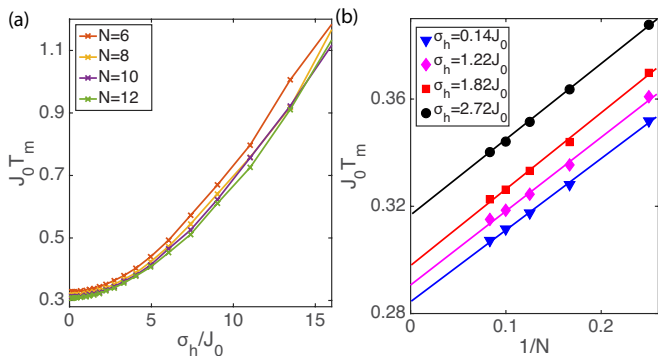 (a)
J₀Tₘ
1.1
0.9
0.7
0.5
0.3
N=6
N=8
N=10
N=12
0
5
10
15
σₕ/J₀
(b)
J₀Tₘ
0.36
0.32
0.28
σₕ=0.14J₀
σₕ=1.22J₀
σₕ=1.82J₀
σₕ=2.72J₀
0
0.1
0.2
1/N